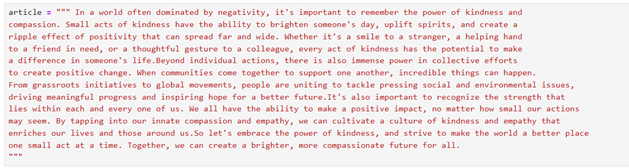 article = """ In a world often dominated by negativity, it's important to remember the power of kindness and
compassion. Small acts of kindness have the ability to brighten someone's day, uplift spirits, and create a
ripple effect of positivity that can spread far and wide. Whether it's a smile to a stranger, a helping hand
to a friend in need, or a thoughtful gesture to a colleague, every act of kindness has the potential to make
a difference in someone's life.Beyond individual actions, there is also immense power in collective efforts
to create positive change. When communities come together to support one another, incredible things can happen.
From grassroots initiatives to global movements, people are uniting to tackle pressing social and environmental issues,
driving meaningful progress and inspiring hope for a better future.It's also important to recognize the strength that
lies within each and every one of us. We all have the ability to make a positive impact, no matter how small our actions
may seem. By tapping into our innate compassion and empathy, we can cultivate a culture of kindness and empathy that
enriches our lives and those around us.So let's embrace the power of kindness, and strive to make the world a better place
one small act at a time. Together, we can create a brighter, more compassionate future for all.
"""